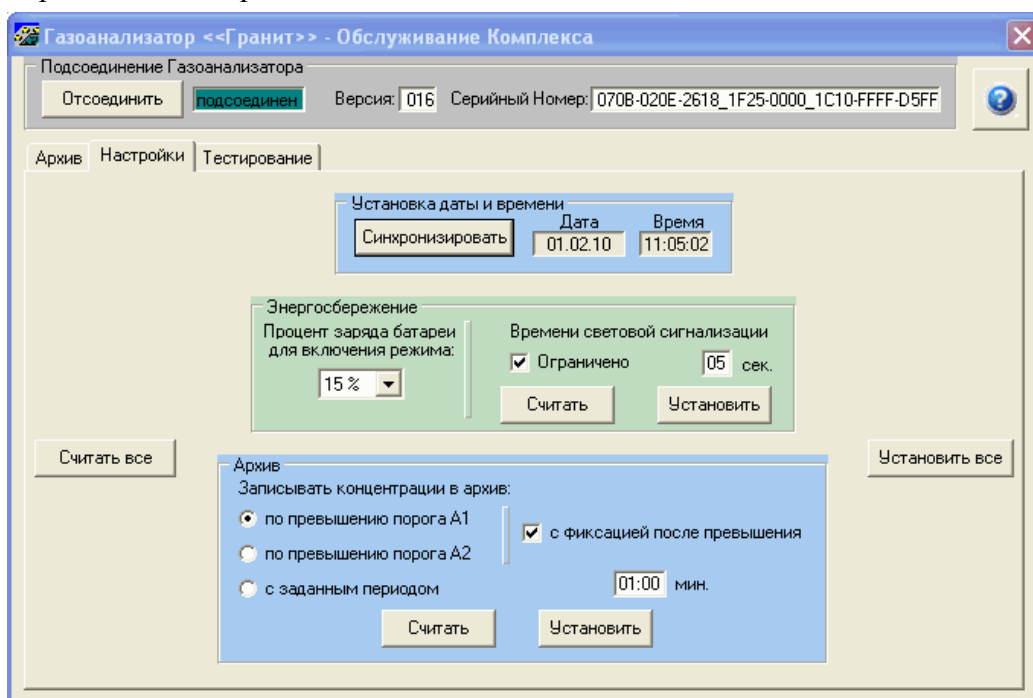 Газоанализатор <<Гранит>> - Обслуживание Комплекса
Подсоединение Газоанализатора
Отсоединить подсоединен Версия: 016 Серийный Номер: 070B-020E-2618_1F25-0000_1C10-FFFF-D5FF
Архив Настройки Тестирование
Установка даты и времени
Синхронизировать
Дата Время
01.02.10 11:05:02
Энергосбережение
Процент заряда батареи
для включения режима:
15 %
Времени световой сигнализации
Ограничено 05 сек.
Считать Установить
Считать все
Установить все
Архив
Записывать концентрации в архив:
по превышению порога А1
по превышению порога А2
с заданным периодом
с фиксацией после превышения
01:00 мин.
Считать Установить